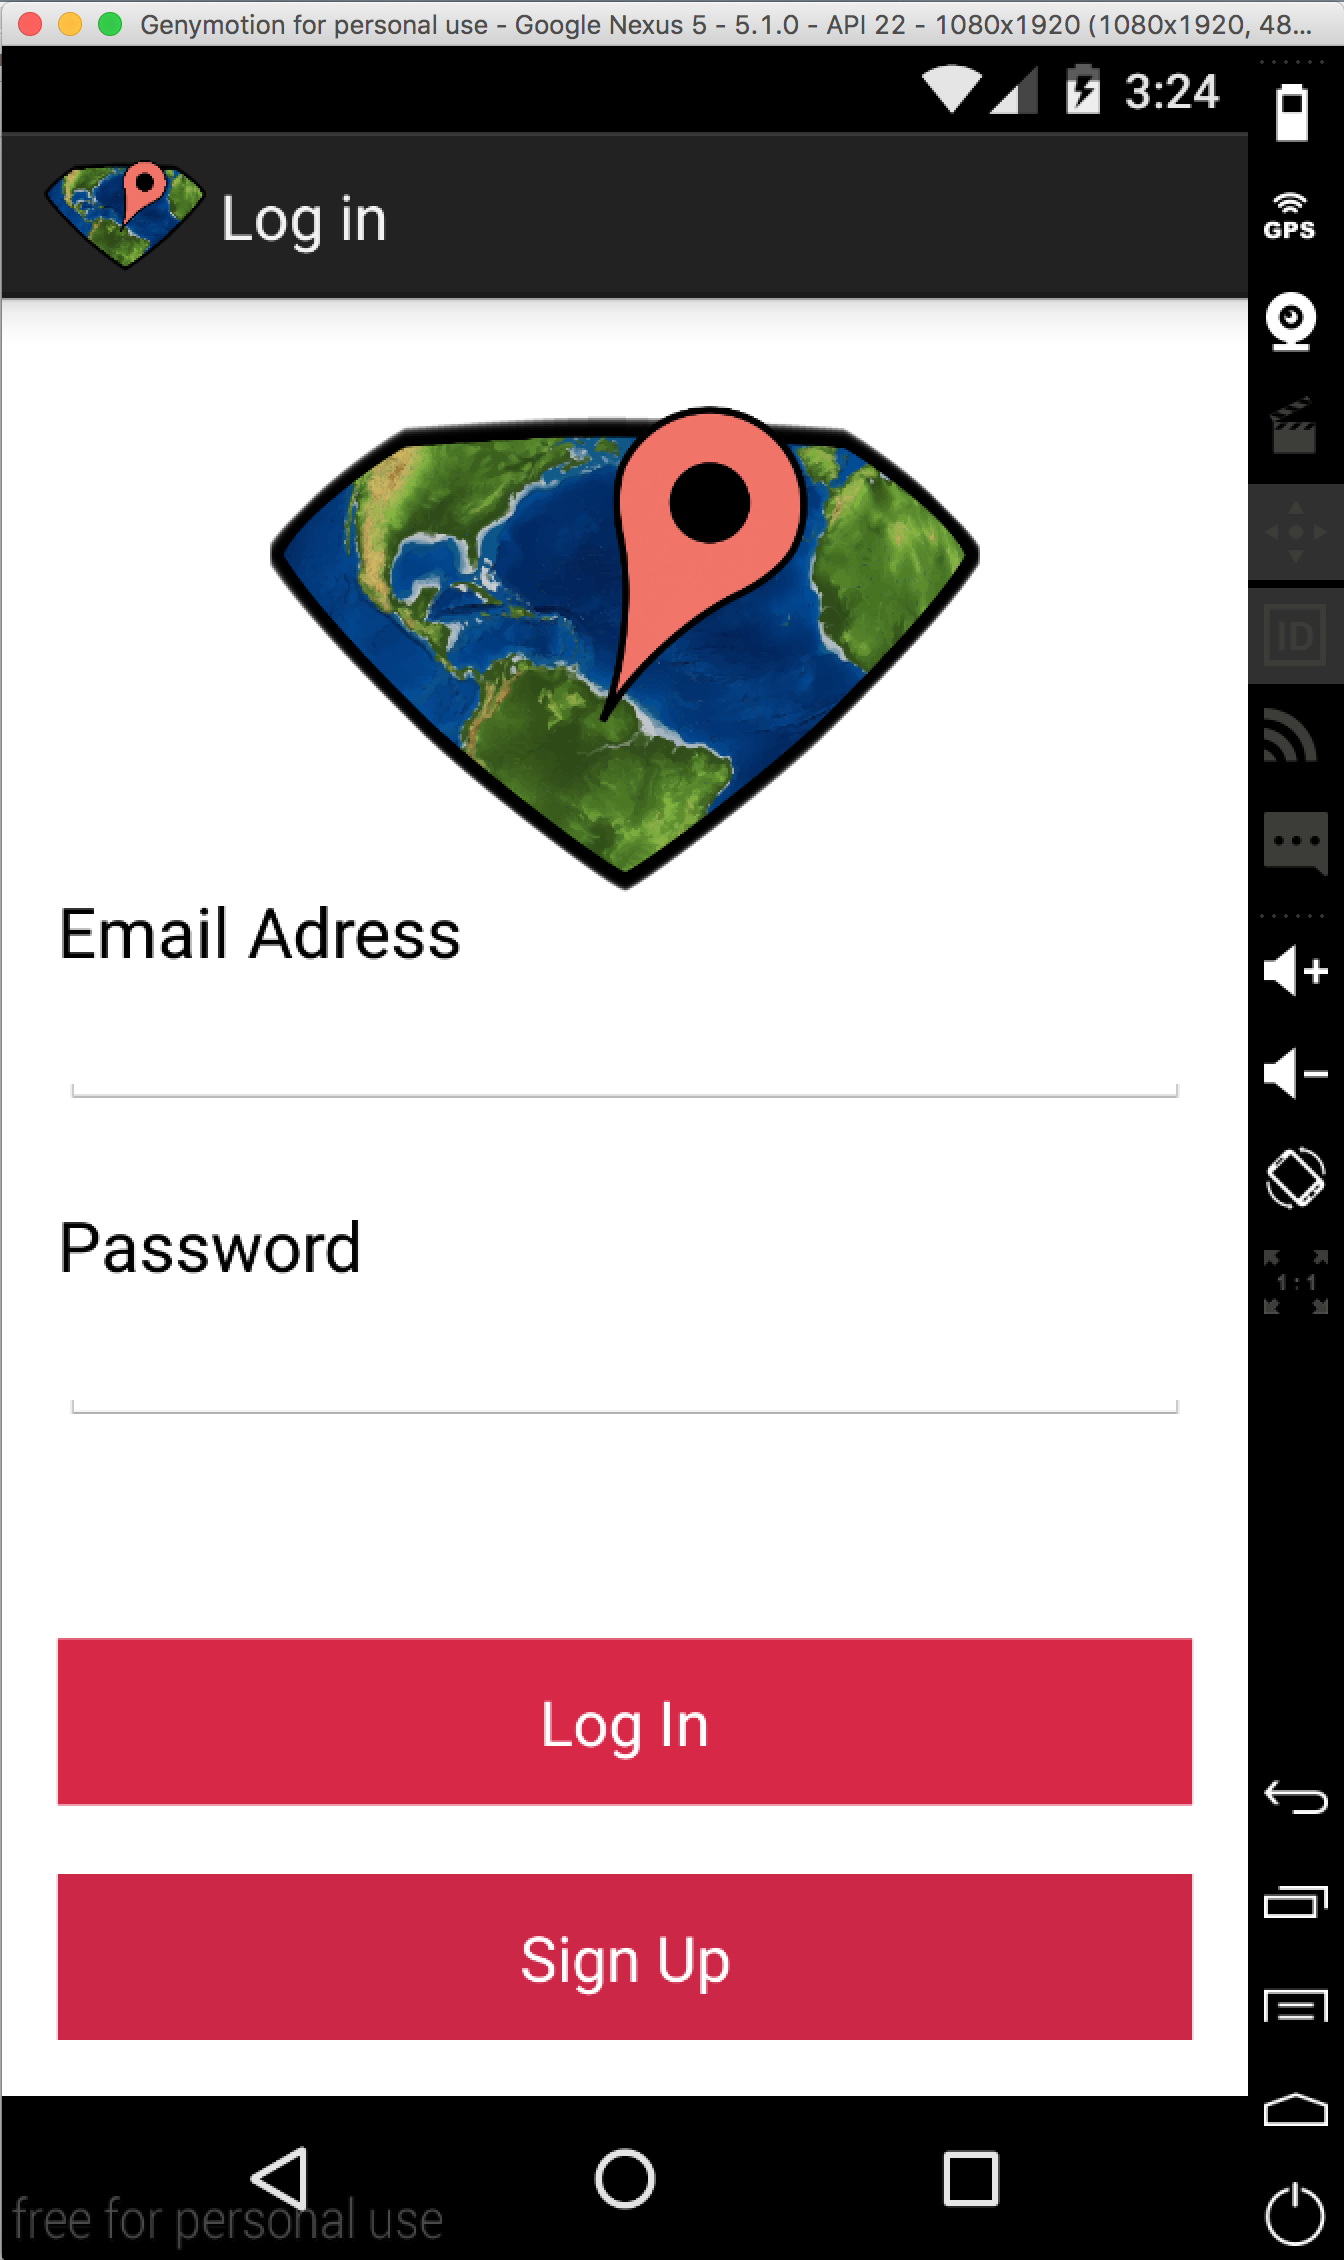 Genymotion for personal use - Google Nexus 5 - 5.1.0 - API 22 - 1080x1920 (1080x1920, 48...
3:24
Log in
GPS
ID
Email Adress
Password
1:1
Log In
Sign Up
free for personal use